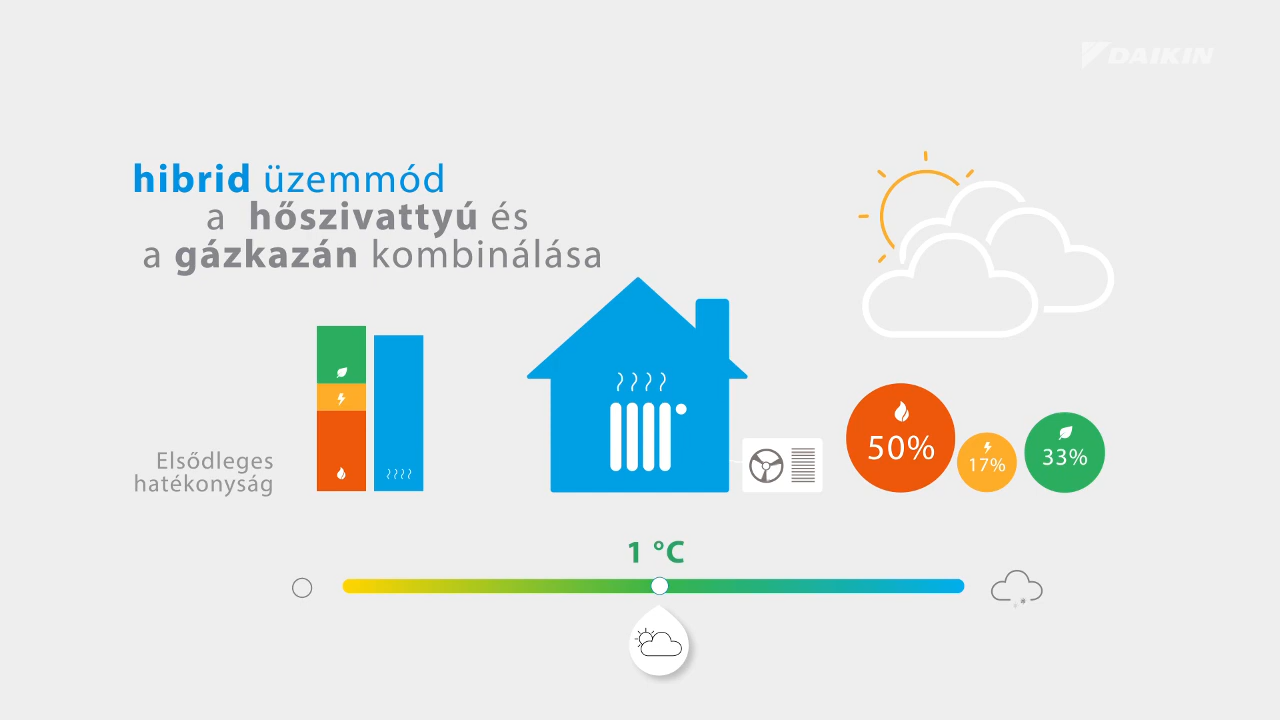 DAIKIN
hibrid üzemmód
a hőszivattyú és
a gázkazán kombinálása
Elsődleges
hatékonyság
50%
17%
33%
1 °C